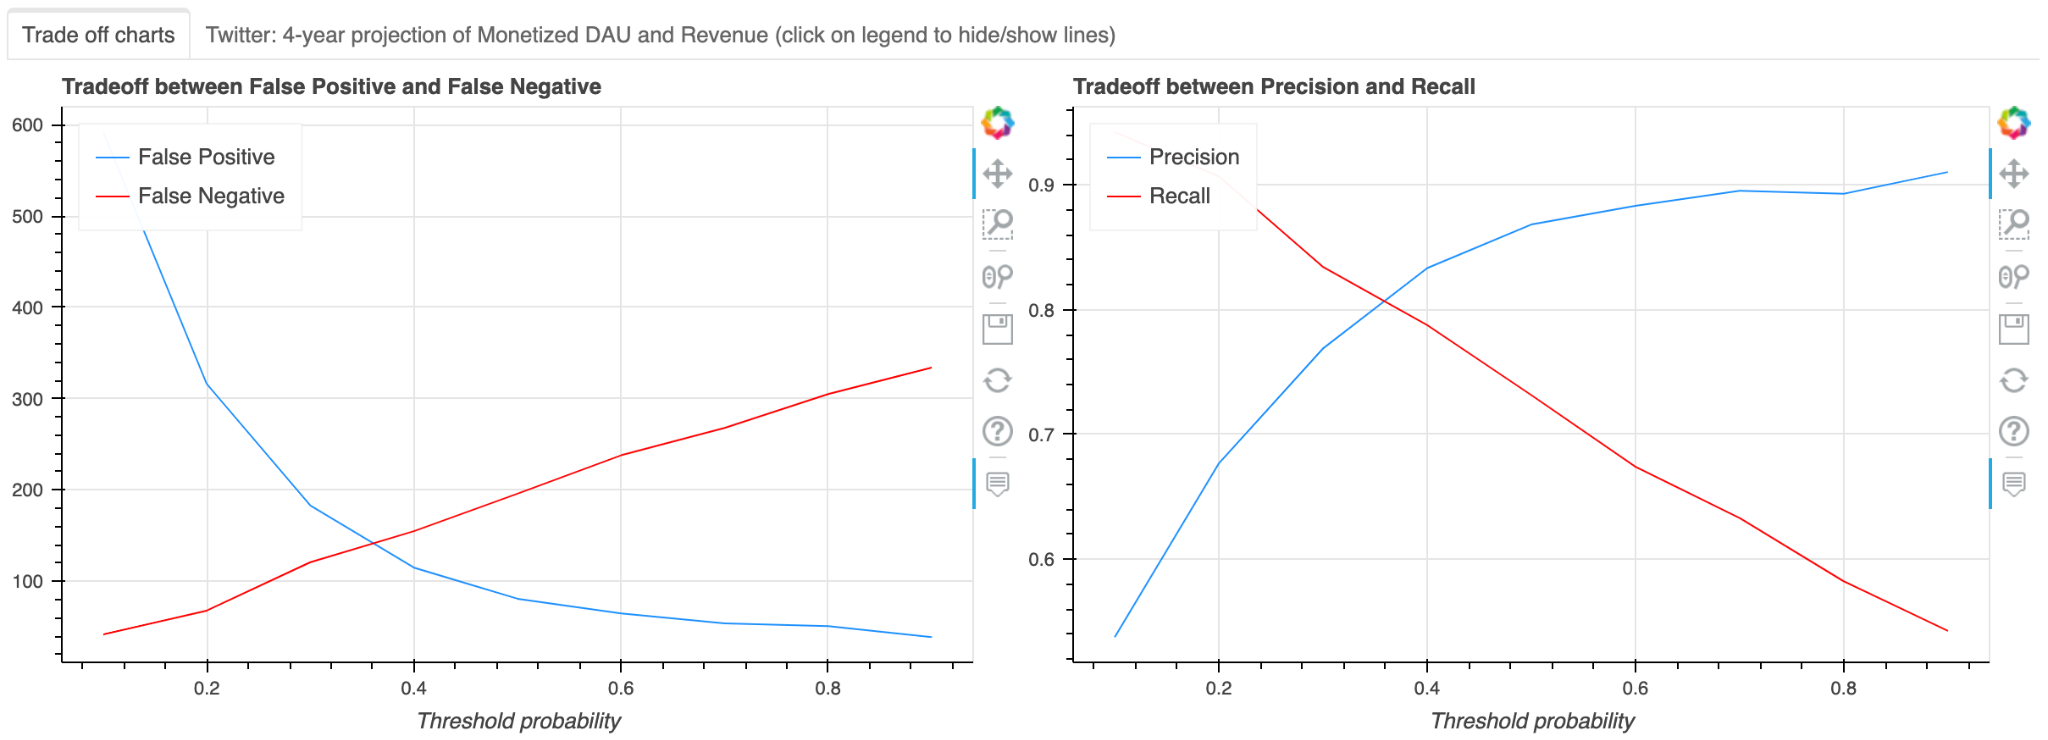 Trade off charts
Twitter: 4-year projection of Monetized DAU and Revenue (click on legend to hide/show lines)
Tradeoff between False Positive and False Negative
600
500
400
300
200
100
False Positive
False Negative
0.2
0.4
0.6
0.8
Threshold probability
Tradeoff between Precision and Recall
0.9
0.8
0.7
0.6
Precision
Recall
0.2
0.4
0.6
0.8
Threshold probability